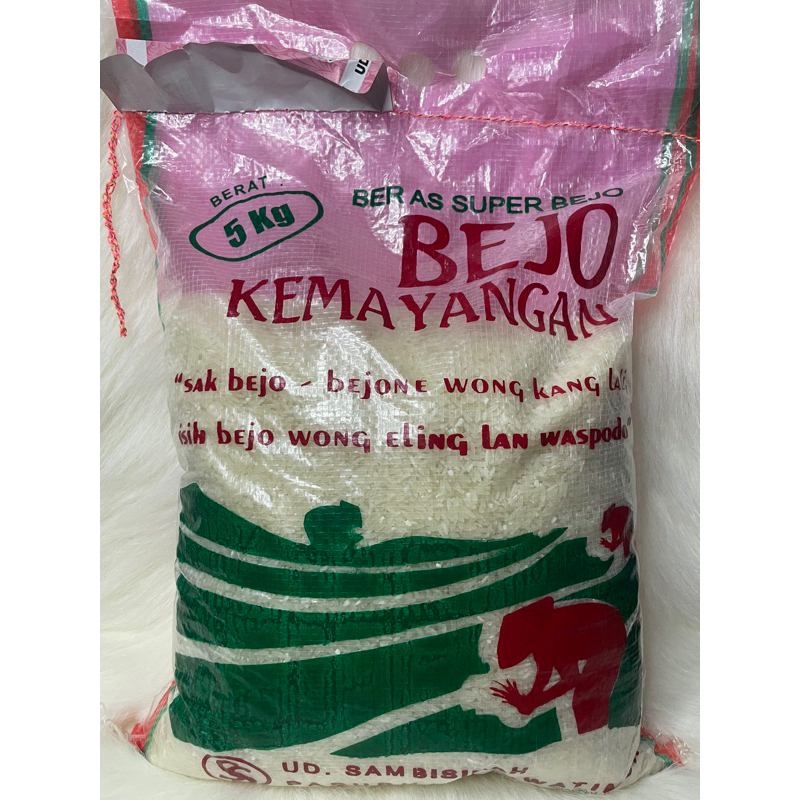 UD
BERAT :
5 Kg
BERAS SUPER BEJO
BEJO
KEMAYANGAN
"sak bejo - bejone wong kang lali,
isih bejo wong eling lan waspodo"
UD.